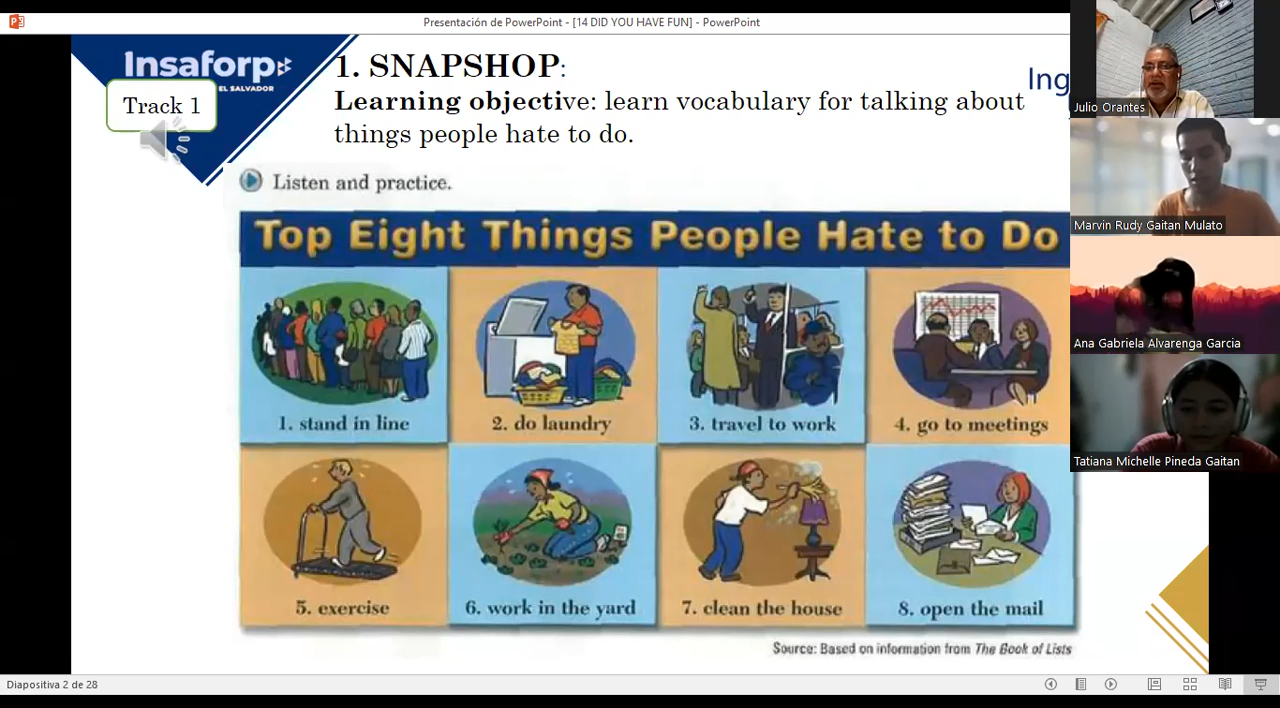 Presentación de PowerPoint - [14 DID YOU HAVE FUN] - PowerPoint
Insaforp
EL SALVADOR
Track 1
1. SNAPSHOP:
Ing
Learning objective: learn vocabulary for talking about
things people hate to do.
Listen and practice.
Top Eight Things People Hate to Do
1. stand in line
2. do laundry
3. travel to work
4. go to meetings
5. exercise
6. work in the yard
7. clean the house
8. open the mail
Source: Based on information from The Book of Lists
Julio Orantes
Marvin Rudy Gaitan Mulato
Ana Gabriela Alvarenga Garcia
Tatiana Michelle Pineda Gaitan
Diapositiva 2 de 28